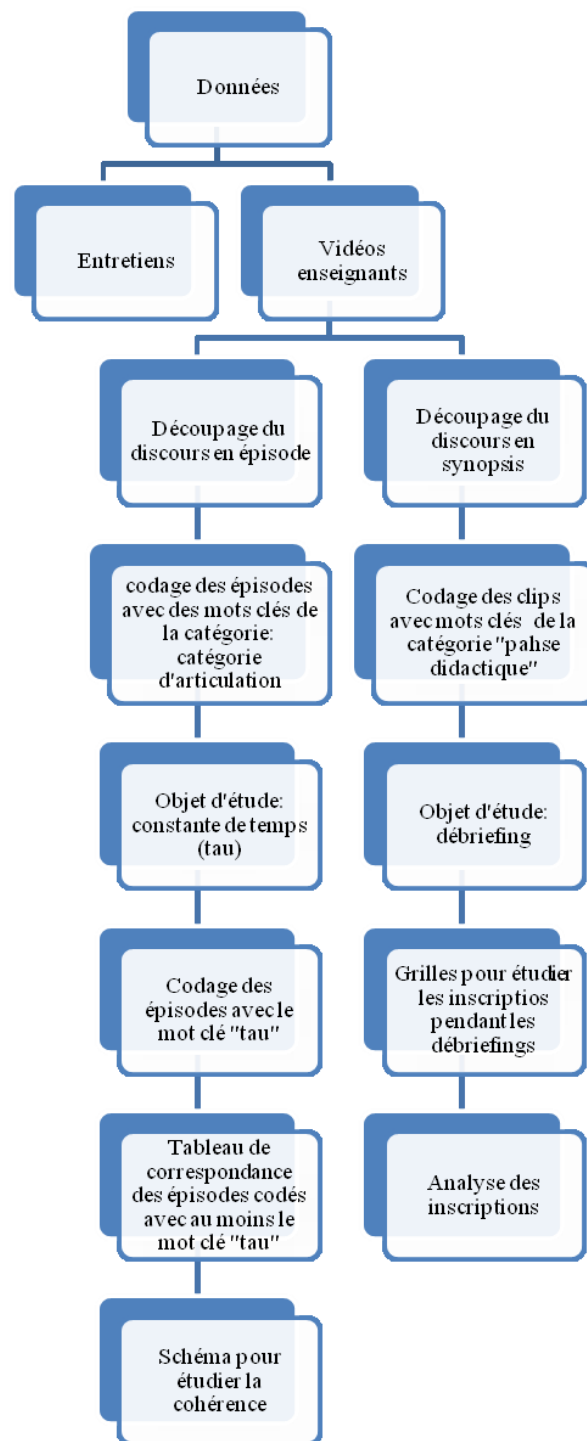 Données
Entretiens
Vidéos
enseignants
Découpage du
discours en épisode
Découpage du
discours en
synopsis
codage des épisodes
avec des mots clés de
la catégorie:
catégorie
d'articulation
Codage des clips
avec mots clés de la
catégorie "pahse
didactique"
Objet d'étude:
constante de temps
(tau)
Objet d'étude:
débriefing
Codage des
épisodes avec le
mot clé "tau"
Grilles pour étudier
les inscriptios
pendant les
débriefings
Tableau de
correspondance
des épisodes codés
avec au moins le
mot clé "tau"
Analyse des
inscriptions
Schéma pour
étudier la
cohérence